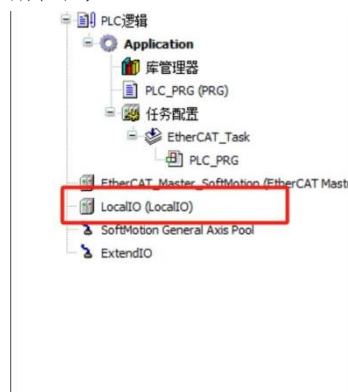 PLC逻辑
Application
库管理器
PLC_PRG (PRG)
任务配置
EtherCAT_Task
PLC_PRG
EtherCAT_Master_SoftMotion (EtherCAT Mast
LocalIO (LocalIO)
SoftMotion General Axis Pool
ExtendIO